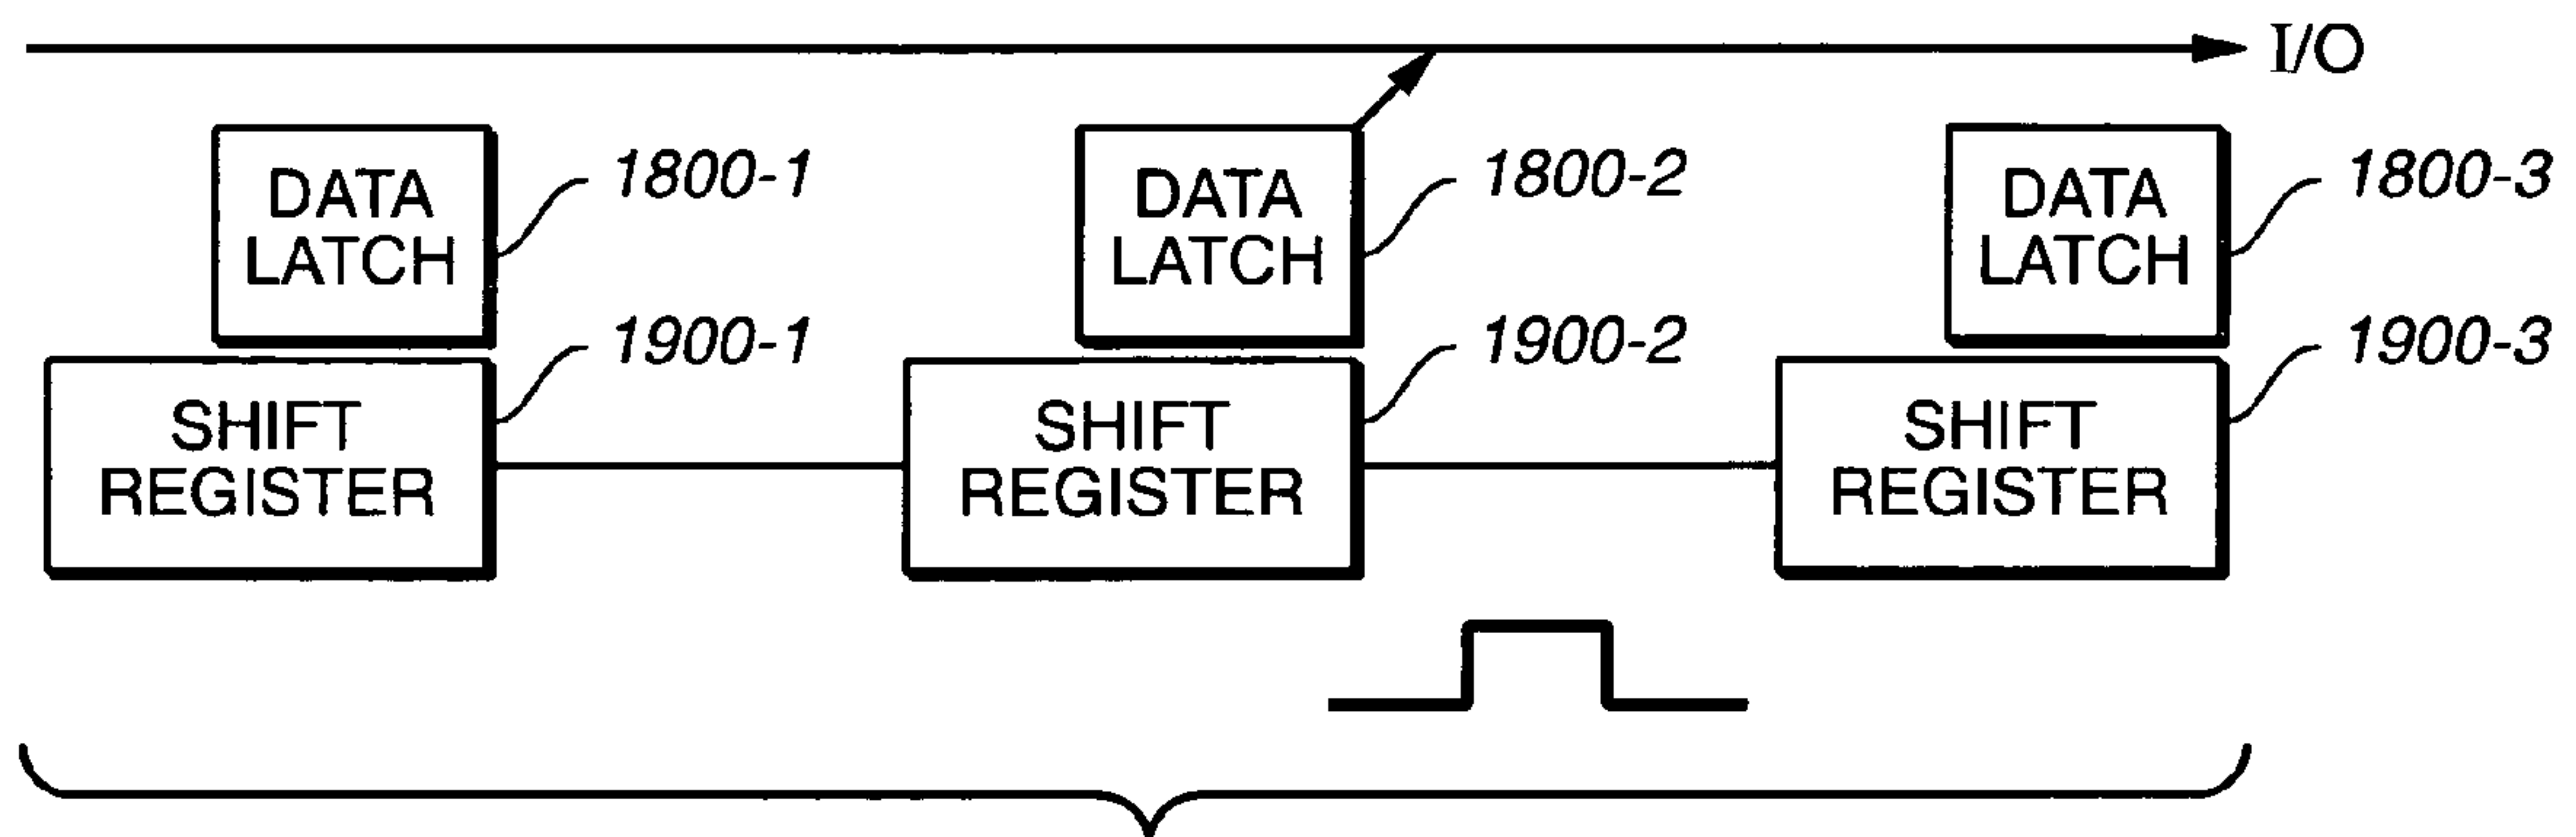 I/O
DATA
LATCH
1800-1
DATA
LATCH
1800-2
DATA
LATCH
1800-3
SHIFT
REGISTER
1900-1
SHIFT
REGISTER
1900-2
SHIFT
REGISTER
1900-3